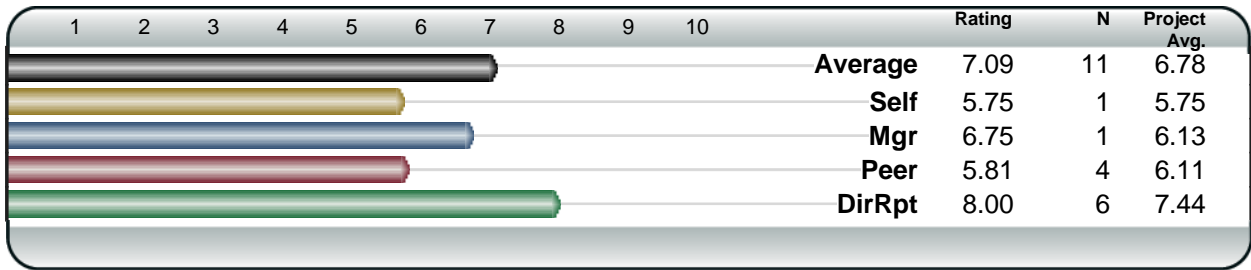 1 2 3 4 5 6 7 8 9 10 Rating N Project Avg.
Average 7.09 11 6.78
Self 5.75 1 5.75
Mgr 6.75 1 6.13
Peer 5.81 4 6.11
DirRpt 8.00 6 7.44